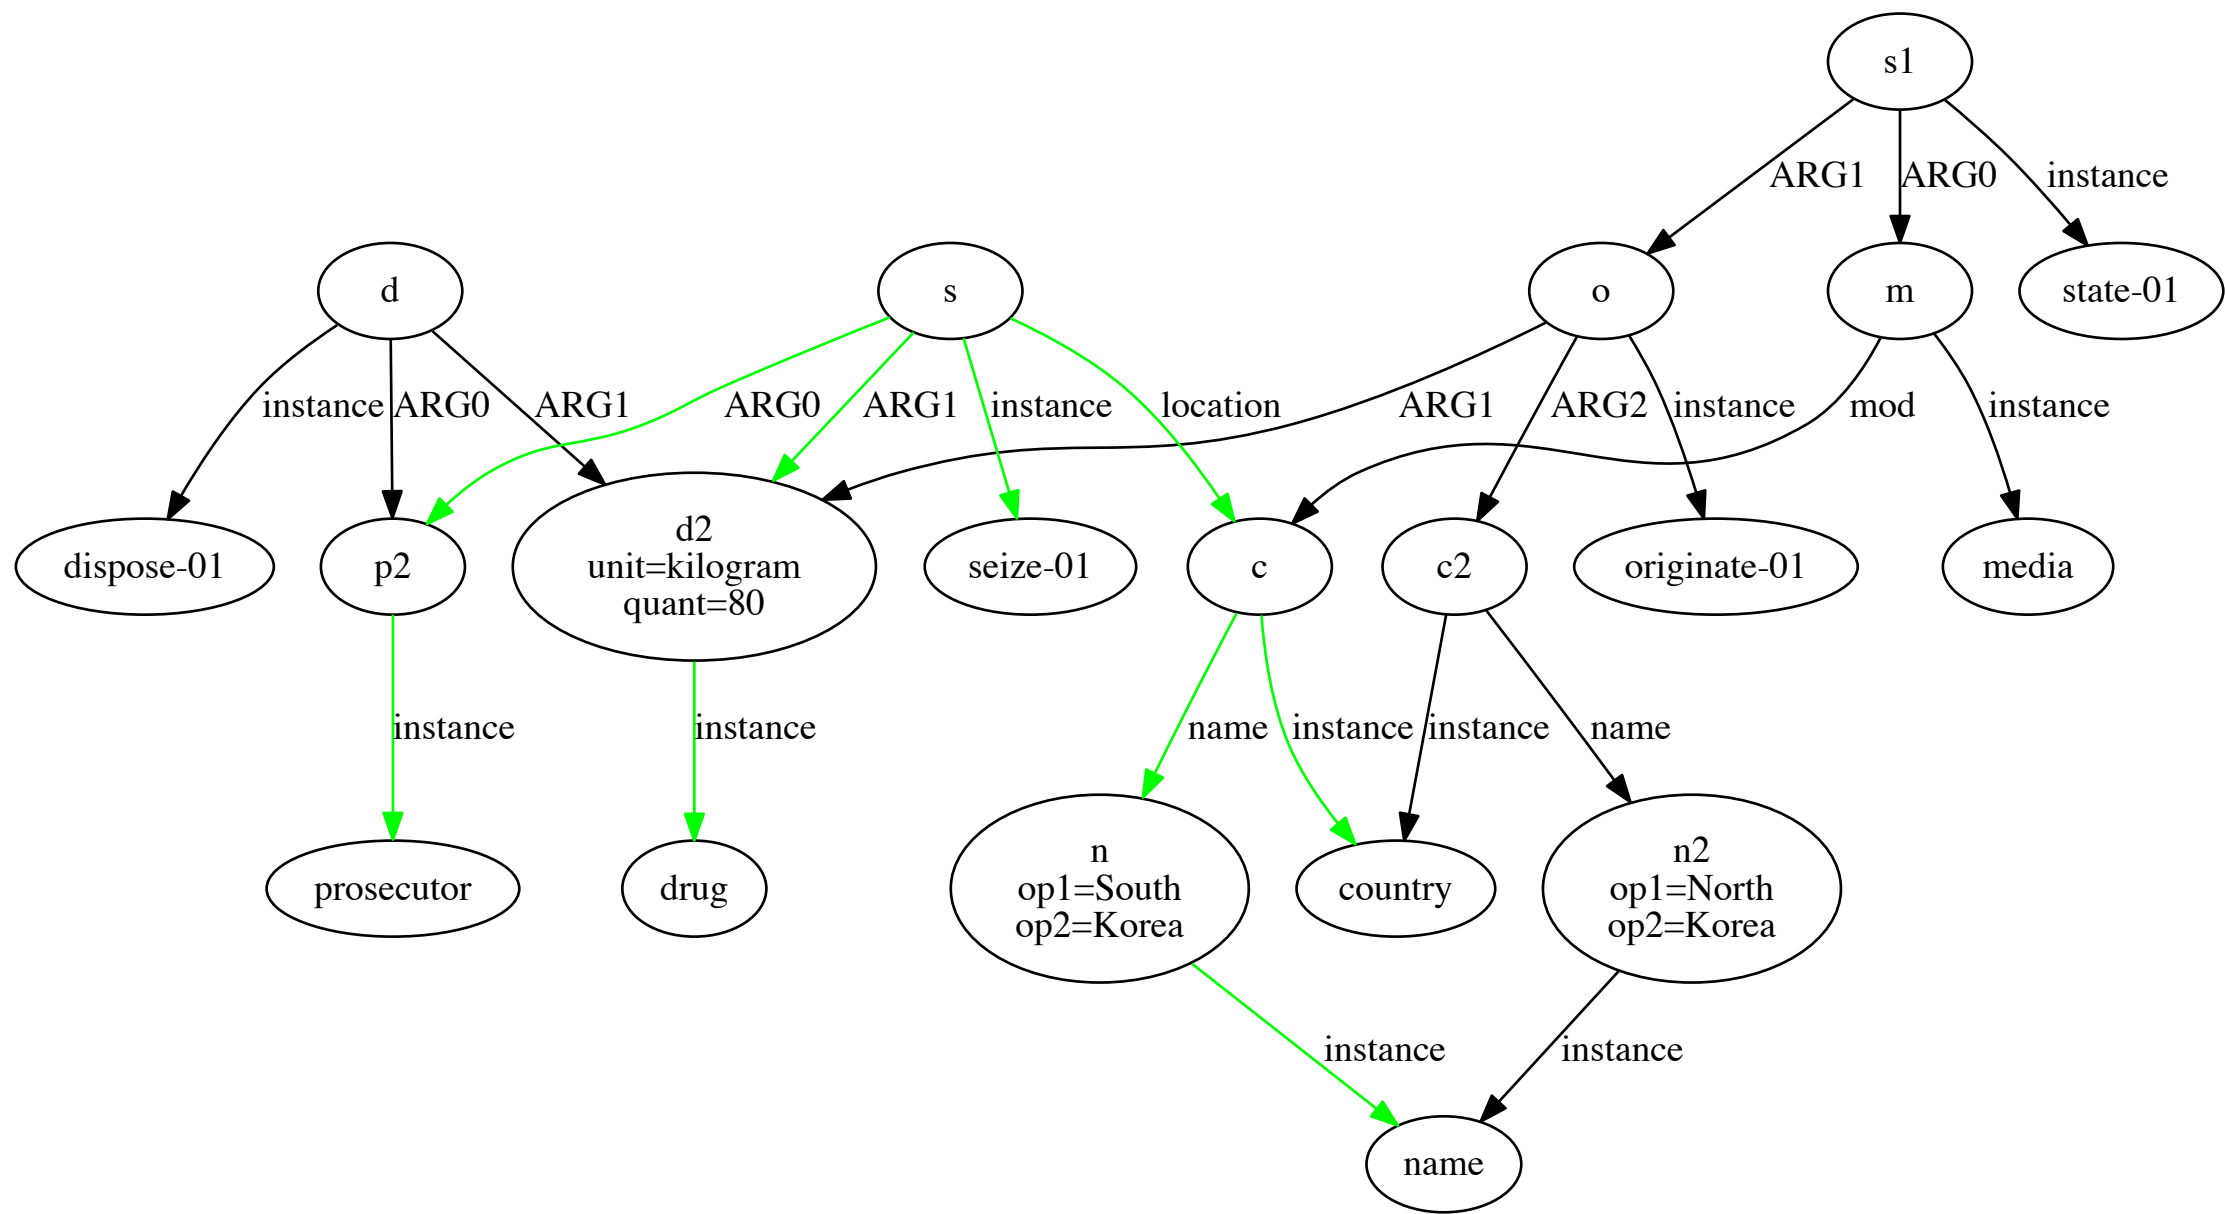 s1
ARG1
ARG0
instance
d
s
o
m
state-01
instance
ARG0
ARG1
ARG0
ARG1
instance
location
ARG1
ARG2
instance
mod
instance
dispose-01
p2
d2
unit=kilogram
quant=80
seize-01
c
c2
originate-01
media
instance
instance
name
instance
instance
name
prosecutor
drug
n
op1=South
op2=Korea
country
n2
op1=North
op2=Korea
instance
instance
name